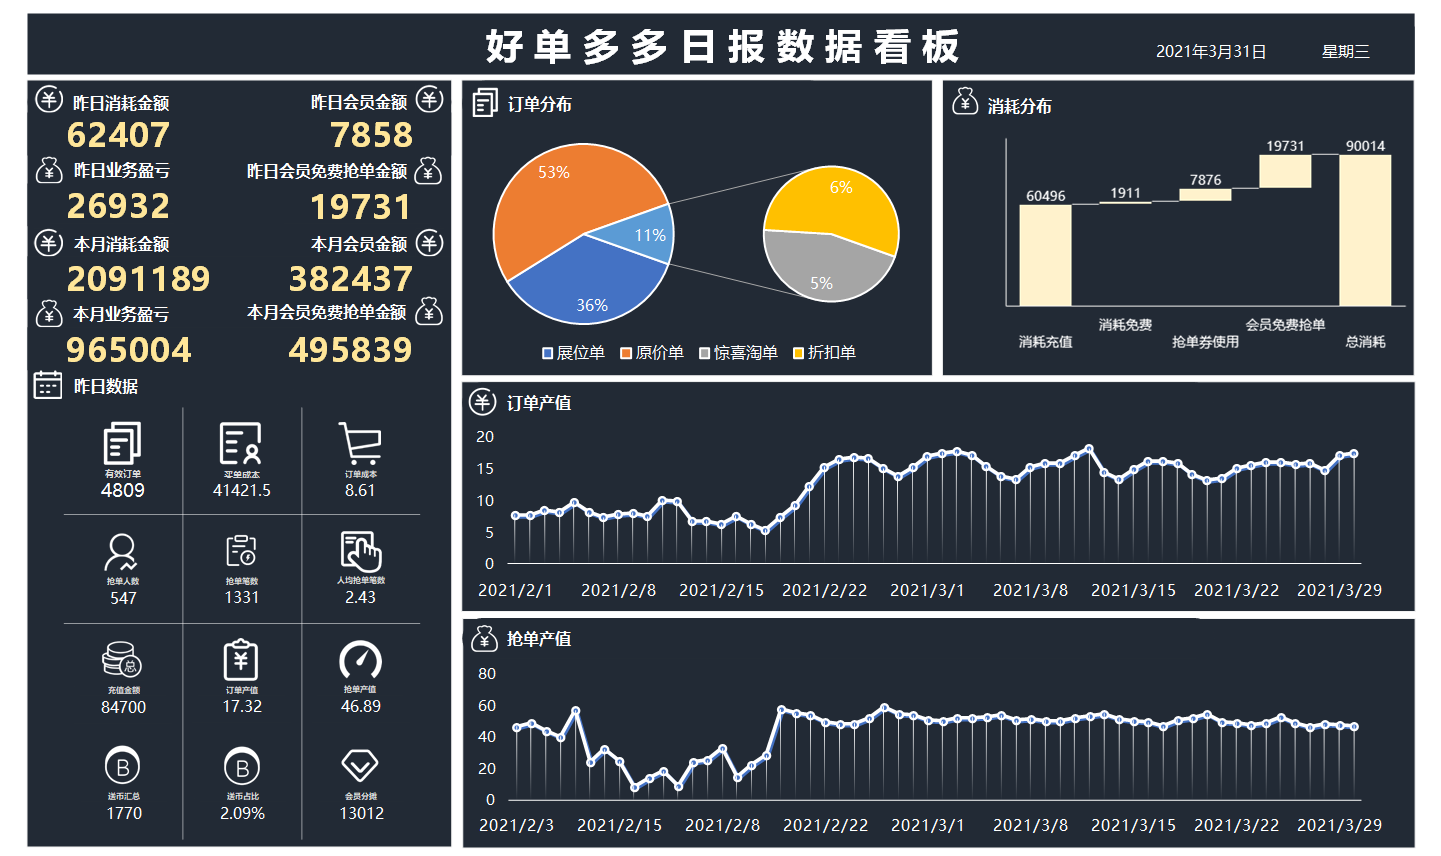 好单多多日报数据看板
2021年3月31日 星期三
昨日消耗金额 昨日会员金额
62407 7858
昨日业务盈亏 昨日会员免费抢单金额
26932 19731
本月消耗金额 本月会员金额
2091189 382437
本月业务盈亏 本月会员免费抢单金额
965004 495839
昨日数据
有效订单 买单成本 订单成本
4809 41421.5 8.61
抢单人数 抢单笔数 人均抢单笔数
547 1331 2.43
总
充值金额 订单产值 抢单产值
84700 17.32 46.89
B B
送币汇总 送币占比 会员分摊
1770 2.09% 13012
订单分布
53%
11%
36%
6%
5%
展位单 原价单 惊喜淘单 折扣单
消耗分布
60496 1911 7876 19731 90014
消耗充值 消耗免费 抢单券使用 会员免费抢单 总消耗
订单产值
20
15
10
5
0
2021/2/1 2021/2/8 2021/2/15 2021/2/22 2021/3/1 2021/3/8 2021/3/15 2021/3/22 2021/3/29
抢单产值
80
60
40
20
0
2021/2/3 2021/2/15 2021/2/8 2021/2/22 2021/3/1 2021/3/8 2021/3/15 2021/3/22 2021/3/29